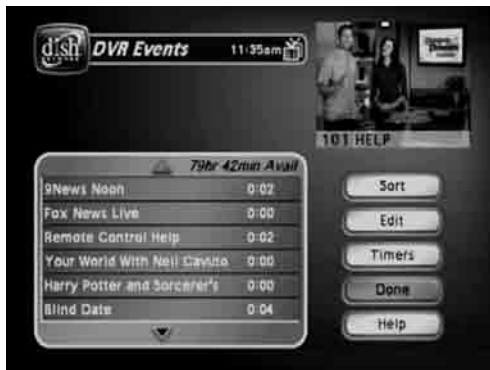 dish
NETWORK
DVR Events
11:35am
101 HELP
79hr 42min Avail
9News Noon 0:02
Fox News Live 0:00
Remote Control Help 0:02
Your World With Neil Cavuto 0:00
Harry Potter and Sorcerer's 0:00
Blind Date 0:04
Sort
Edit
Timers
Done
Help